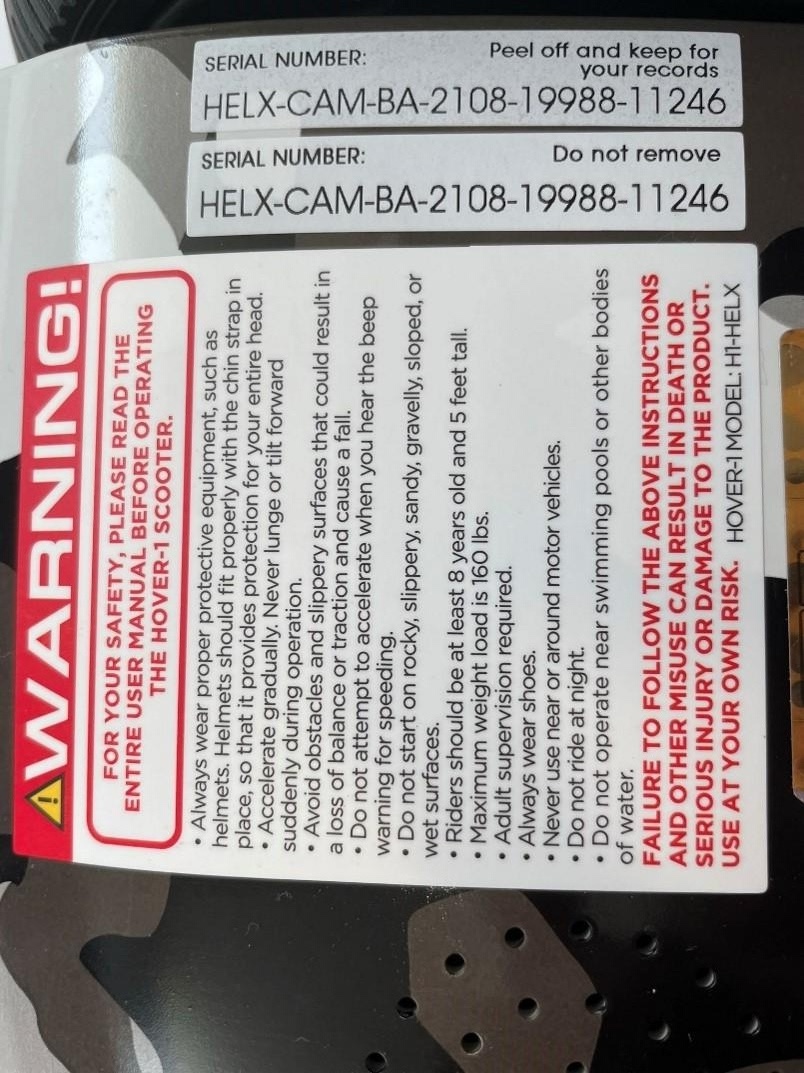 SERIAL NUMBER: Peel off and keep for
your records
HELX-CAM-BA-2108-19988-11246
SERIAL NUMBER: Do not remove
HELX-CAM-BA-2108-19988-11246
WARNING!
FOR YOUR SAFETY, PLEASE READ THE
ENTIRE USER MANUAL BEFORE OPERATING
THE HOVER-1 SCOOTER.
• Always wear proper protective equipment, such as
helmets. Helmets should fit properly with the chin strap in
place, so that it provides protection for your entire head.
• Accelerate gradually. Never lunge or tilt forward
suddenly during operation.
• Avoid obstacles and slippery surfaces that could result in
a loss of balance or traction and cause a fall.
• Do not attempt to accelerate when you hear the beep
warning for speeding.
• Do not start on rocky, slippery, sandy, gravelly, sloped, or
wet surfaces.
• Riders should be at least 8 years old and 5 feet tall.
• Maximum weight load is 160 lbs.
• Adult supervision required.
• Always wear shoes.
• Never use near or around motor vehicles.
• Do not ride at night.
• Do not operate near swimming pools or other bodies
of water.
FAILURE TO FOLLOW THE ABOVE INSTRUCTIONS
AND OTHER MISUSE CAN RESULT IN DEATH OR
SERIOUS INJURY OR DAMAGE TO THE PRODUCT.
USE AT YOUR OWN RISK. HOVER-1 MODEL: H1-HELX